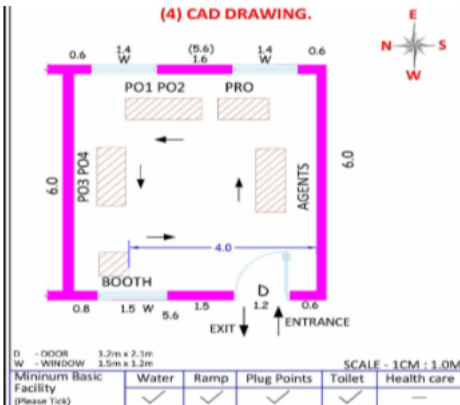 (4) CAD DRAWING.
E
N S
W
0.6 1.4 (5.6) 1.4 0.6
W 1.6 W
PO1 PO2 PRO
6.0 PO3 PO4 AGENTS 6.0
4.0
BOOTH
D
0.8 1.5 W 5.6 1.5 1.2 0.6
EXIT ENTRANCE
D - DOOR 1.2m x 2.1m
W - WINDOW 1.5m x 1.2m
SCALE - 1CM : 1.0M
Mininum Basic Facility (Please Tick) Water Ramp Plug Points Toilet Health care
✓ ✓ ✓ ✓ —